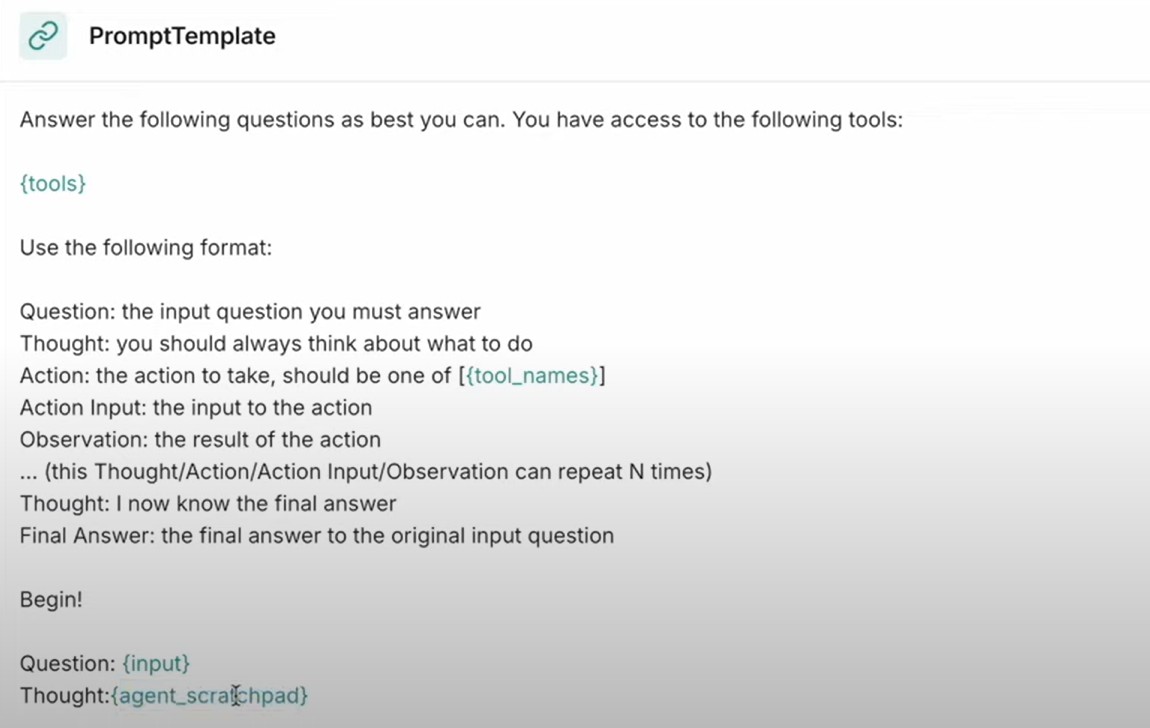 PromptTemplate
Answer the following questions as best you can. You have access to the following tools:
{tools}
Use the following format:
Question: the input question you must answer
Thought: you should always think about what to do
Action: the action to take, should be one of [{tool_names}]
Action Input: the input to the action
Observation: the result of the action
... (this Thought/Action/Action Input/Observation can repeat N times)
Thought: I now know the final answer
Final Answer: the final answer to the original input question
Begin!
Question: {input}
Thought:{agent_scratchpad}